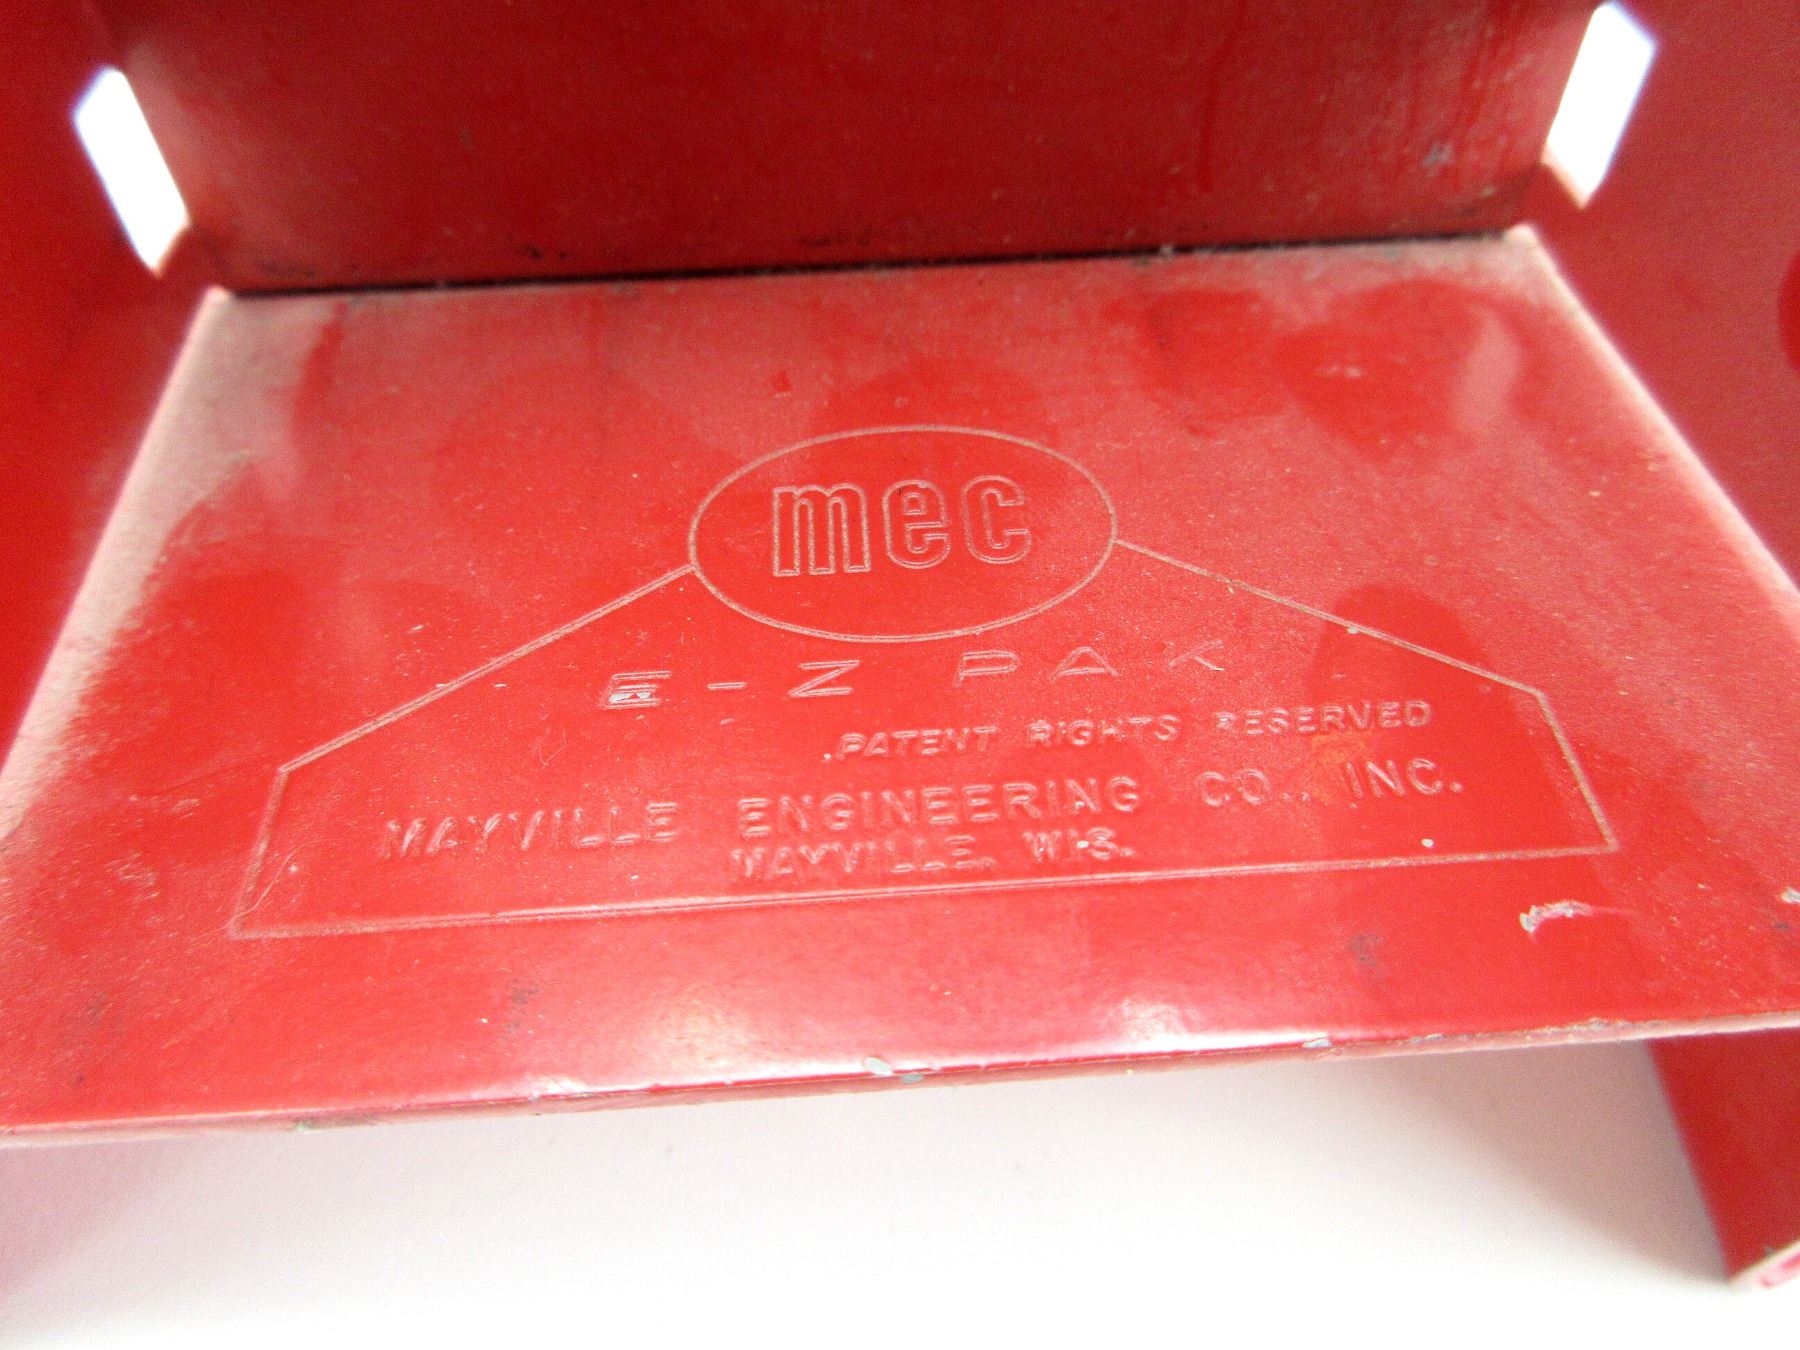 mec
E-Z PAK
PATENT RIGHTS RESERVED
MAYVILLE ENGINEERING CO., INC.
MAYVILLE, WIS.